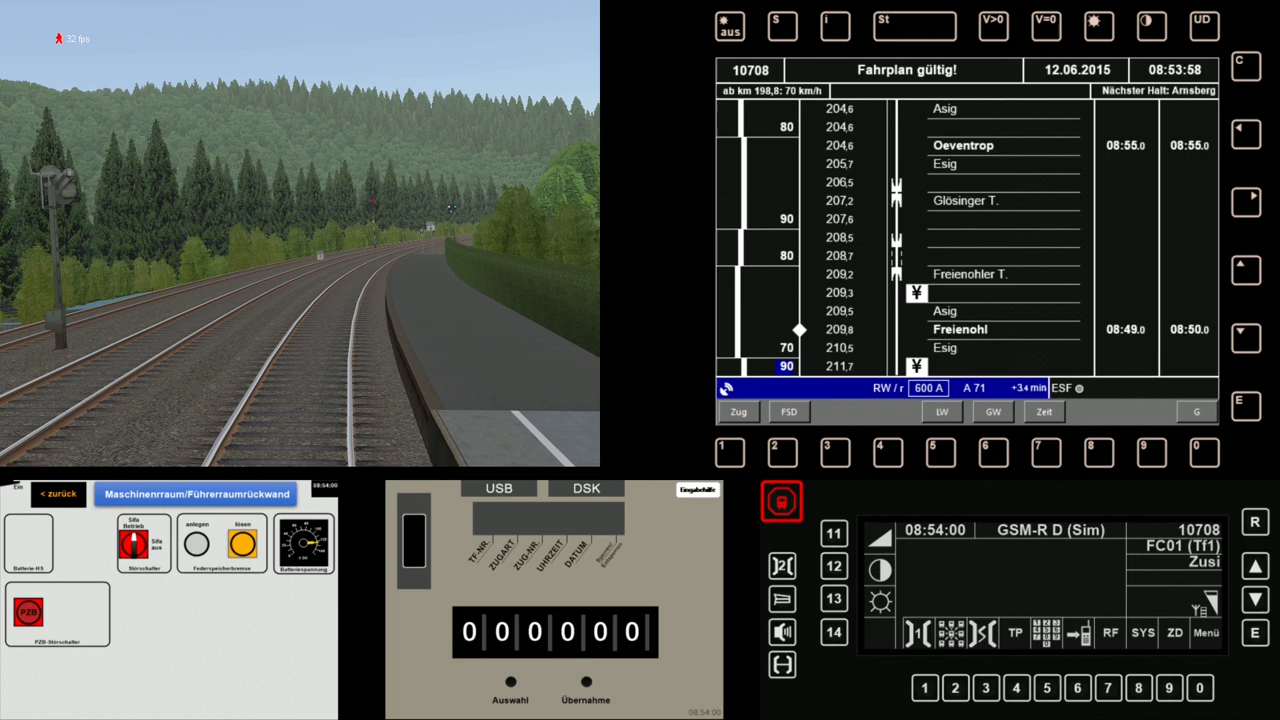 32 fps
aus
S
i
St
V>0
V=0
UD
C
10708
Fahrplan gültig!
12.06.2015
08:53:58
ab km 198,8: 70 km/h
Nächster Halt: Arnsberg
204,6 Asig
80 204,6
204,6 Oeventrop 08:55.0 08:55.0
205,7 Esig
206,5
207,2 Glösinger T.
90 207,6
208,5
80 208,7
209,2 Freienohler T.
209,3 ¥
209,5 Asig
209,8 Freienohl 08:49.0 08:50.0
70 210,5 Esig
90 211,7 ¥
RW / r 600 A A 71 +3.4 min ESF
Zug FSD LW GW Zeit G
E
1 2 3 4 5 6 7 8 9 0
Ein
< zurück
Maschinenrraum/Führerraumrückwand
08:54:00
Batterie-HS
Sifa
Betrieb
Sifa
aus
Störschalter
anlegen
lösen
Federspeicherbremse
Batteriespannung
PZB
PZB-Störschalter
USB
DSK
Eingabehilfe
TF-NR
ZUGART
ZUG-NR
UHRZEIT
DATUM
0 0 0 0 0 0
Auswahl
Übernahme
08:54:00
11
12
13
14
2
08:54:00 GSM-R D (Sim) 10708
FC01 (Tf1)
Zusi
1
TP
RF
SYS
ZD
Menü
R
E
1 2 3 4 5 6 7 8 9 0